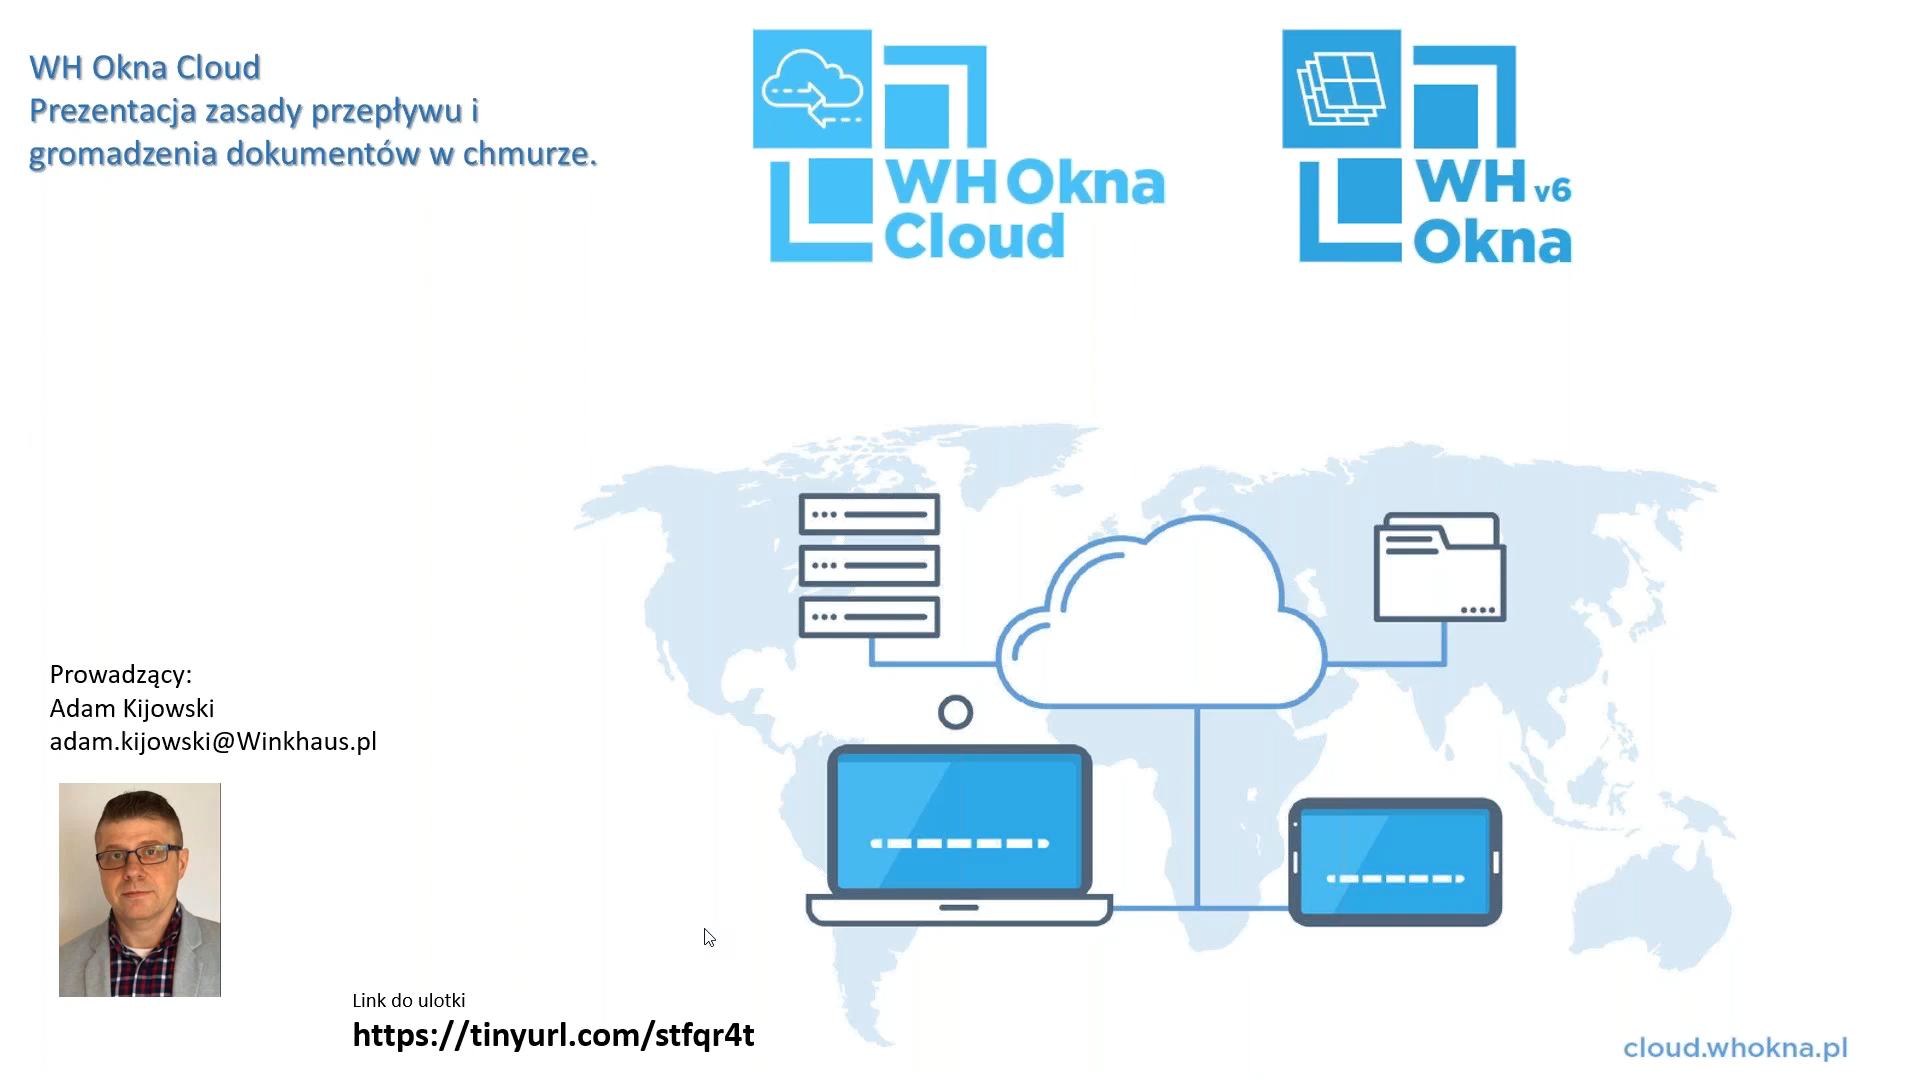 WH Okna Cloud
Prezentacja zasady przepływu i
gromadzenia dokumentów w chmurze.
WH Okna
Cloud
WH v6
Okna
Prowadzący:
Adam Kijowski
adam.kijowski@Winkhaus.pl
Link do ulotki
https://tinyurl.com/stfqr4t
cloud.whokna.pl